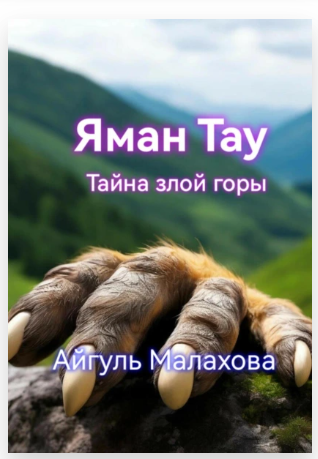 Яман Тау
Тайна злой горы
Айгуль Малахова